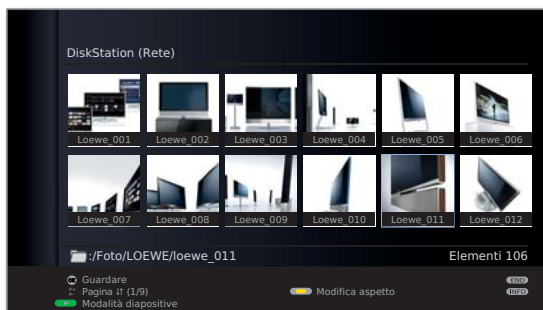 DiskStation (Rete)
Loewe_001 Loewe_002 Loewe_003 Loewe_004 Loewe_005 Loewe_006
Loewe_007 Loewe_008 Loewe_009 Loewe_010 Loewe_011 Loewe_012
:/Foto/LOEWE/loewe_011 Elementi 106
OK Guardare END
Pagina ↓↑ (1/9) Modifica aspetto INFO
Modalità diapositive